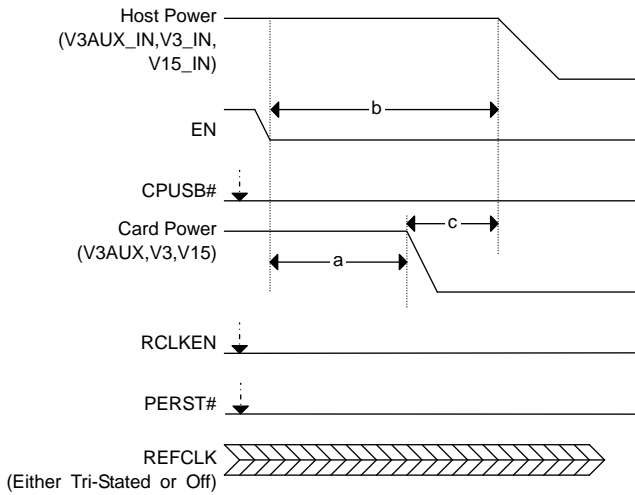 Host Power
(V3AUX_IN,V3_IN,
V15_IN)
b
EN
CPUSB#
c
Card Power
(V3AUX,V3,V15)
a
RCLKEN
PERST#
REFCLK
(Either Tri-Stated or Off)